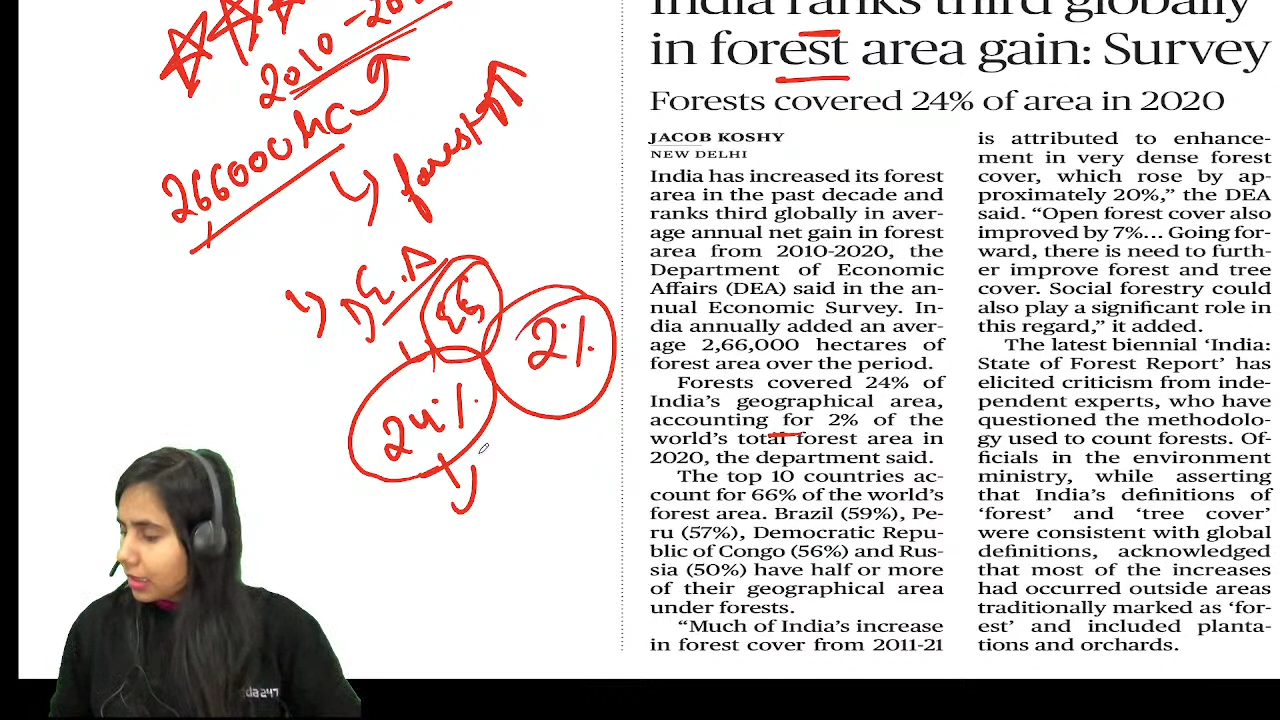 2010-20
266000 hc
forest
D.E.A
ES
2%
24%
da247
India ranks third globally
in forest area gain: Survey
Forests covered 24% of area in 2020
JACOB KOSHY
NEW DELHI
India has increased its forest
area in the past decade and
ranks third globally in aver-
age annual net gain in forest
area from 2010-2020, the
Department of Economic
Affairs (DEA) said in the an-
nual Economic Survey. In-
dia annually added an aver-
age 2,66,000 hectares of
forest area over the period.
Forests covered 24% of
India's geographical area,
accounting for 2% of the
world's total forest area in
2020, the department said.
The top 10 countries ac-
count for 66% of the world's
forest area. Brazil (59%), Pe-
ru (57%), Democratic Repu-
blic of Congo (56%) and Rus-
sia (50%) have half or more
of their geographical area
under forests.
“Much of India's increase
in forest cover from 2011-21
is attributed to enhance-
ment in very dense forest
cover, which rose by ap-
proximately 20%,” the DEA
said. “Open forest cover also
improved by 7%... Going for-
ward, there is need to furth-
er improve forest and tree
cover. Social forestry could
also play a significant role in
this regard,” it added.
The latest biennial ‘India:
State of Forest Report’ has
elicited criticism from inde-
pendent experts, who have
questioned the methodolo-
gy used to count forests. Of-
ficials in the environment
ministry, while asserting
that India's definitions of
‘forest’ and ‘tree cover’
were consistent with global
definitions, acknowledged
that most of the increases
had occurred outside areas
traditionally marked as ‘for-
est’ and included planta-
tions and orchards.